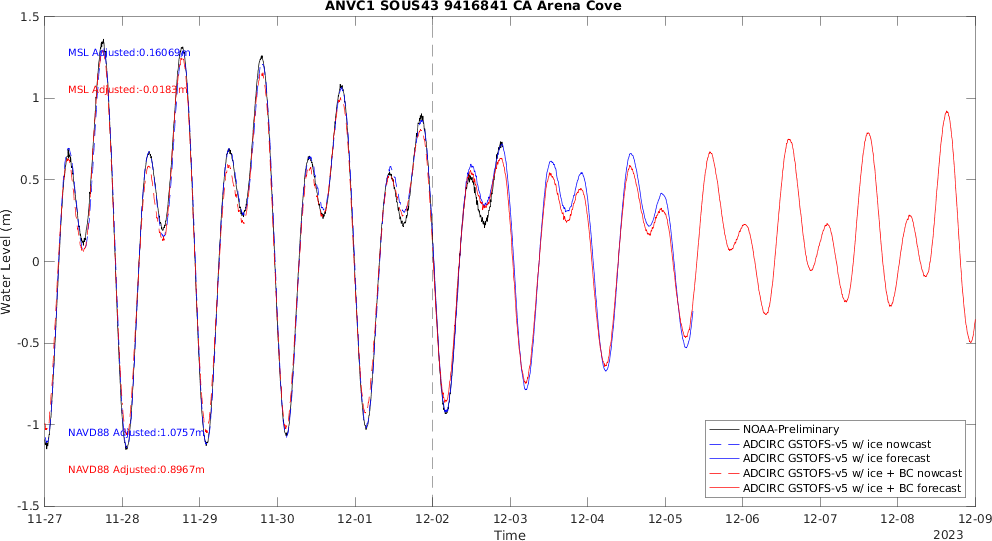 ANVC1 SOUS43 9416841 CA Arena Cove
1.5
1
0.5
0
-0.5
-1
-1.5
Water Level (m)
MSL Adjusted:0.16069m
MSL Adjusted:-0.0183m
NAVD88 Adjusted:1.0757m
NAVD88 Adjusted:0.8967m
NOAA-Preliminary
ADCIRC GSTOFS-v5 w/ ice nowcast
ADCIRC GSTOFS-v5 w/ ice forecast
ADCIRC GSTOFS-v5 w/ ice + BC nowcast
ADCIRC GSTOFS-v5 w/ ice + BC forecast
11-27 11-28 11-29 11-30 12-01 12-02 12-03 12-04 12-05 12-06 12-07 12-08 12-09
Time
2023